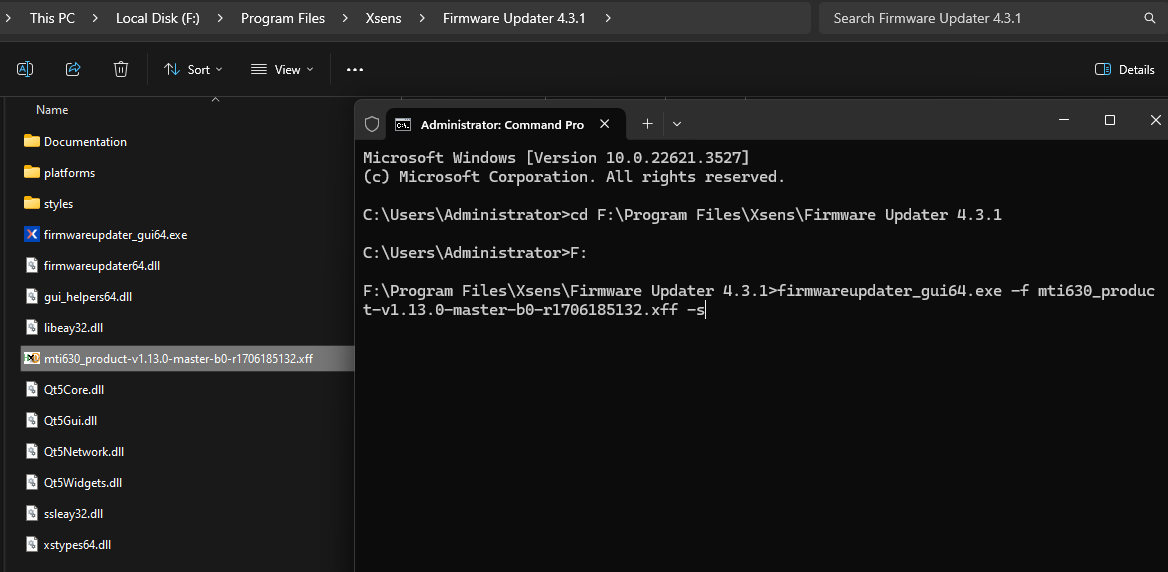 This PC > Local Disk (F:) > Program Files > Xsens > Firmware Updater 4.3.1 >
Search Firmware Updater 4.3.1
Sort
View
Details
Name
Documentation
platforms
styles
firmwareupdater_gui64.exe
firmwareupdater64.dll
gui_helpers64.dll
libeay32.dll
mti630_product-v1.13.0-master-b0-r1706185132.xff
Qt5Core.dll
Qt5Gui.dll
Qt5Network.dll
Qt5Widgets.dll
ssleay32.dll
xstypes64.dll
Administrator: Command Pro
Microsoft Windows [Version 10.0.22621.3527]
(c) Microsoft Corporation. All rights reserved.
C:\Users\Administrator>cd F:\Program Files\Xsens\Firmware Updater 4.3.1
C:\Users\Administrator>F:
F:\Program Files\Xsens\Firmware Updater 4.3.1>firmwareupdater_gui64.exe -f mti630_produc
t-v1.13.0-master-b0-r1706185132.xff -s